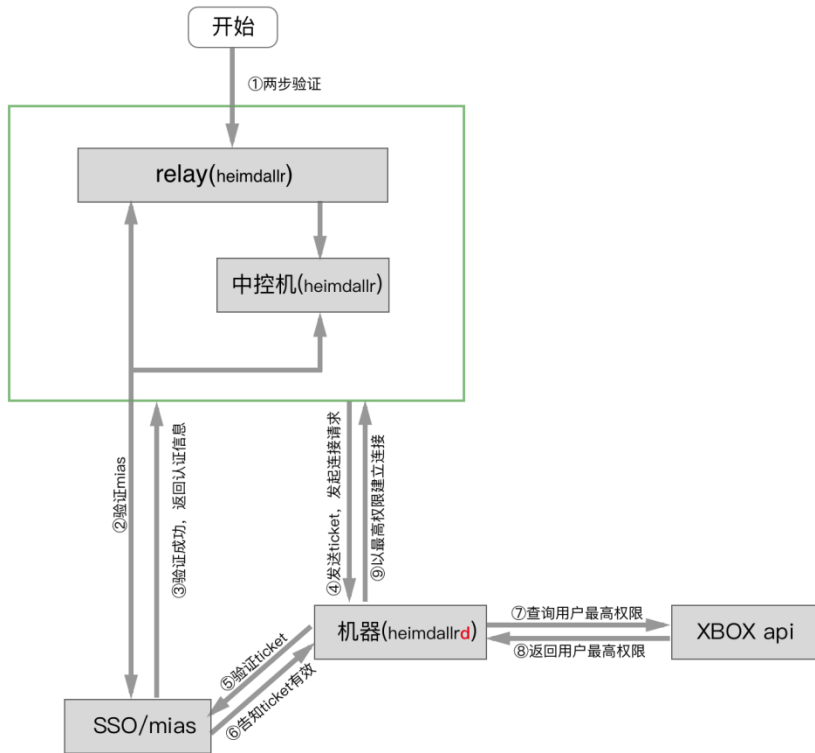 开始
①两步验证
relay(heimdallr)
中控机(heimdallr)
②验证mias
③验证成功，返回认证信息
④发送ticket，发起连接请求
⑨以最高权限建立连接
机器(heimdallrd)
⑦查询用户最高权限
⑧返回用户最高权限
XBOX api
⑤验证ticket
⑥告知ticket有效
SSO/mias